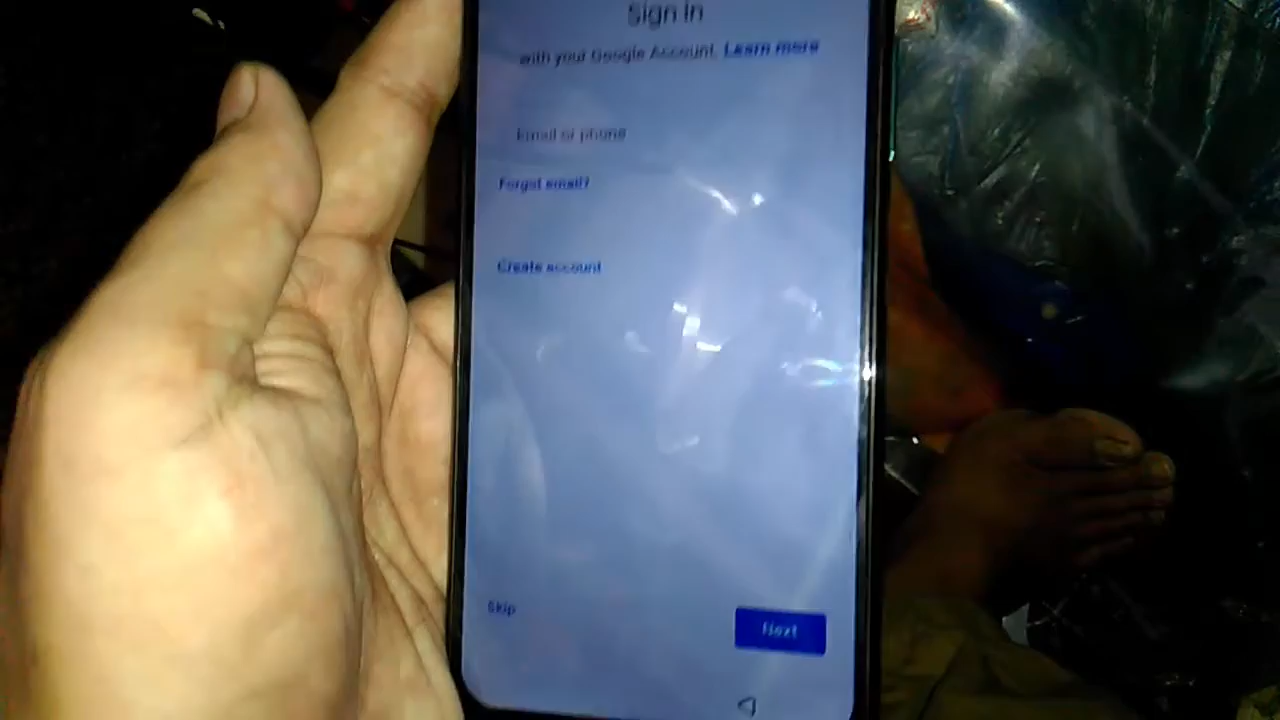 Sign in
with your Google Account. Learn more
Email or phone
Forgot email?
Create account
Skip
Next